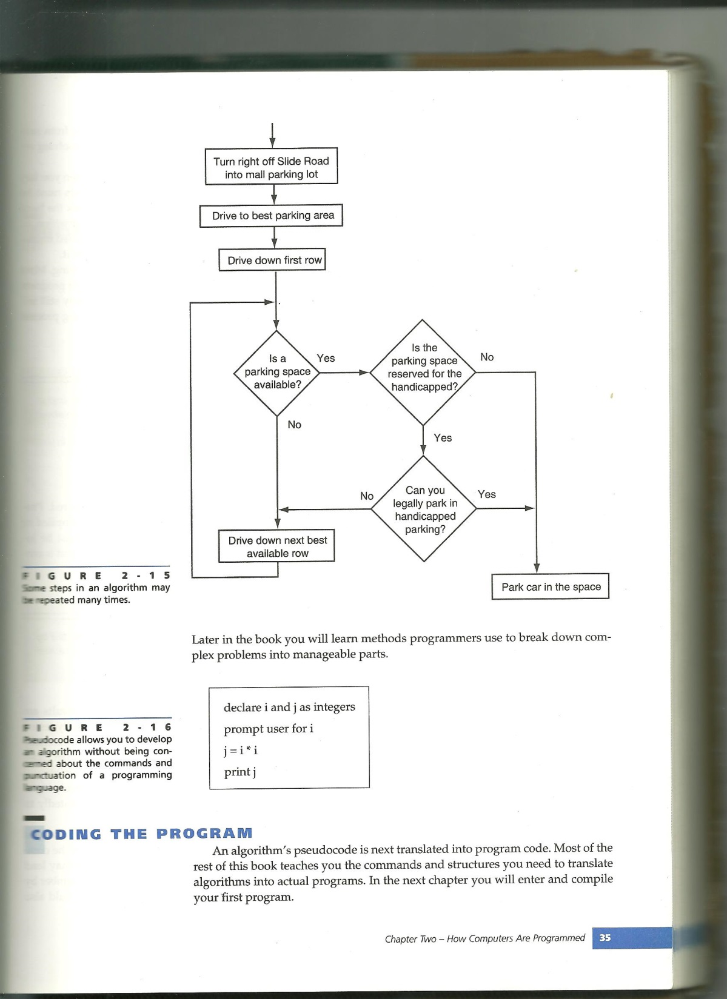 Turn right off Slide Road
into mall parking lot
Drive to best parking area
Drive down first row
Is a
parking space
available?
Yes
Is the
parking space
reserved for the
handicapped?
No
No
Yes
Can you
legally park in
handicapped
parking?
No
Yes
Drive down next best
available row
Park car in the space
FIGURE 2-15
Some steps in an algorithm may
be repeated many times.
Later in the book you will learn methods programmers use to break down com-
plex problems into manageable parts.
declare i and j as integers
prompt user for i
j = i * i
print j
FIGURE 2-16
Pseudocode allows you to develop
an algorithm without being con-
cerned about the commands and
punctuation of a programming
language.
CODING THE PROGRAM
An algorithm's pseudocode is next translated into program code. Most of the
rest of this book teaches you the commands and structures you need to translate
algorithms into actual programs. In the next chapter you will enter and compile
your first program.
Chapter Two – How Computers Are Programmed 35